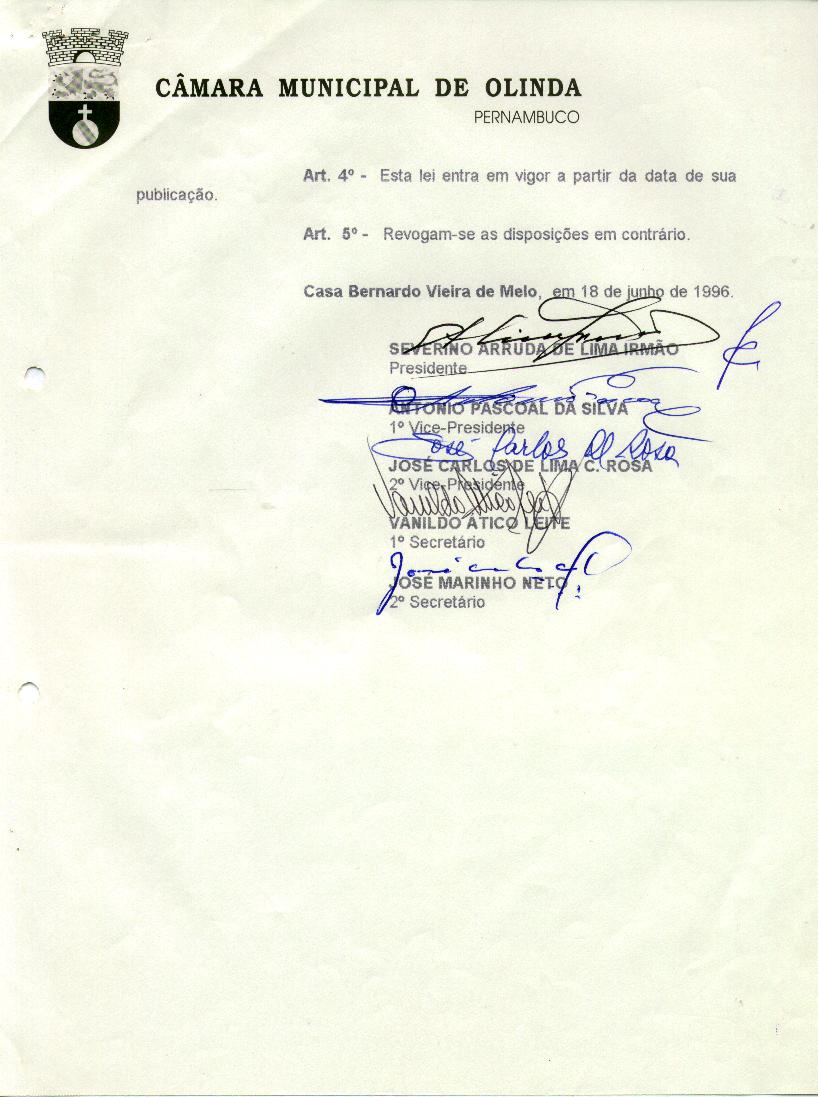 CÂMARA MUNICIPAL DE OLINDA
PERNAMBUCO
Art. 4º - Esta lei entra em vigor a partir da data de sua
publicação.
Art. 5º - Revogam-se as disposições em contrário.
Casa Bernardo Vieira de Melo, em 18 de junho de 1996.
SEVERINO ARRUDA DE LIMA IRMÃO
Presidente
ANTONIO PASCOAL DA SILVA
1º Vice-Presidente
José Carlos
JOSÉ CARLOS DE LIMA C. ROSA
2º Vice-Presidente
Vanildo Ático
VANILDO ÁTICO LEITE
1º Secretário
JOSÉ MARINHO NETO
2º Secretário